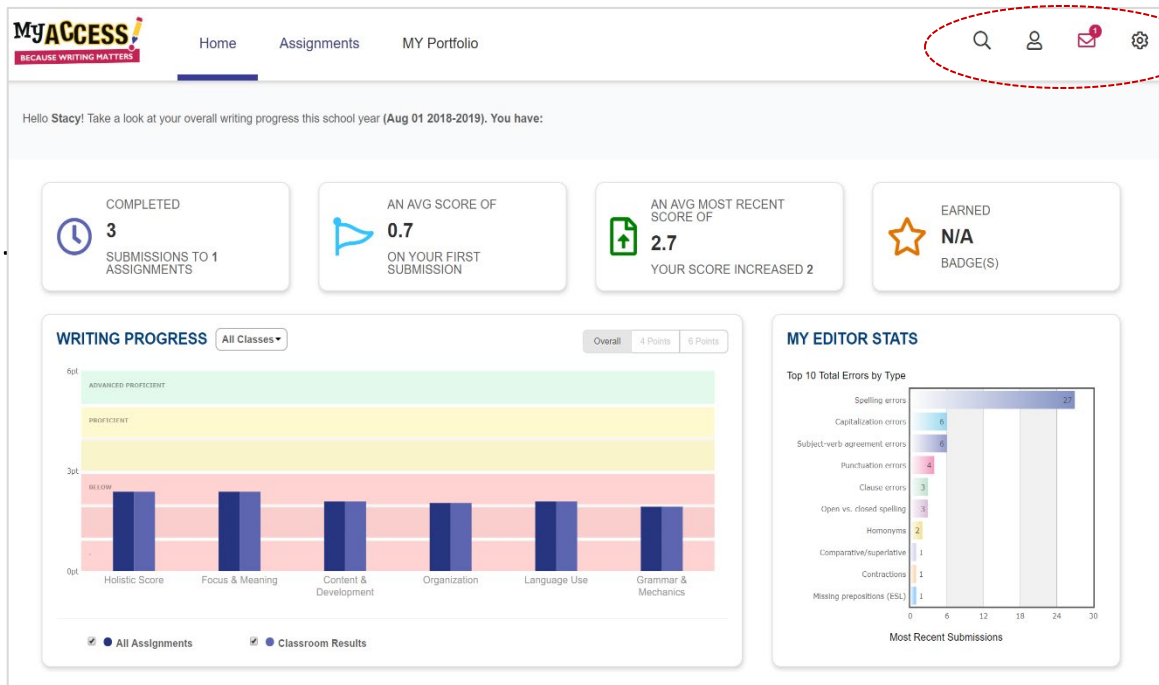 MYACCESS!
BECAUSE WRITING MATTERS
Home
Assignments
MY Portfolio
1
Hello Stacy! Take a look at your overall writing progress this school year (Aug 01 2018-2019). You have:
COMPLETED
3
SUBMISSIONS TO 1
ASSIGNMENTS
AN AVG SCORE OF
0.7
ON YOUR FIRST
SUBMISSION
AN AVG MOST RECENT
SCORE OF
2.7
YOUR SCORE INCREASED 2
EARNED
N/A
BADGE(S)
WRITING PROGRESS
All Classes
Overall
4 Points
6 Points
6pt
ADVANCED PROFICIENT
PROFICIENT
3pt
BELOW
0pt
Holistic Score
Focus & Meaning
Content &
Development
Organization
Language Use
Grammar &
Mechanics
All Assignments
Classroom Results
MY EDITOR STATS
Top 10 Total Errors by Type
Spelling errors 27
Capitalization errors 6
Subject-verb agreement errors 6
Punctuation errors 4
Clause errors 3
Open vs. closed spelling 3
Homonyms 2
Comparative/superlative 1
Contractions 1
Missing prepositions (ESL) 1
0 6 12 18 24 30
Most Recent Submissions